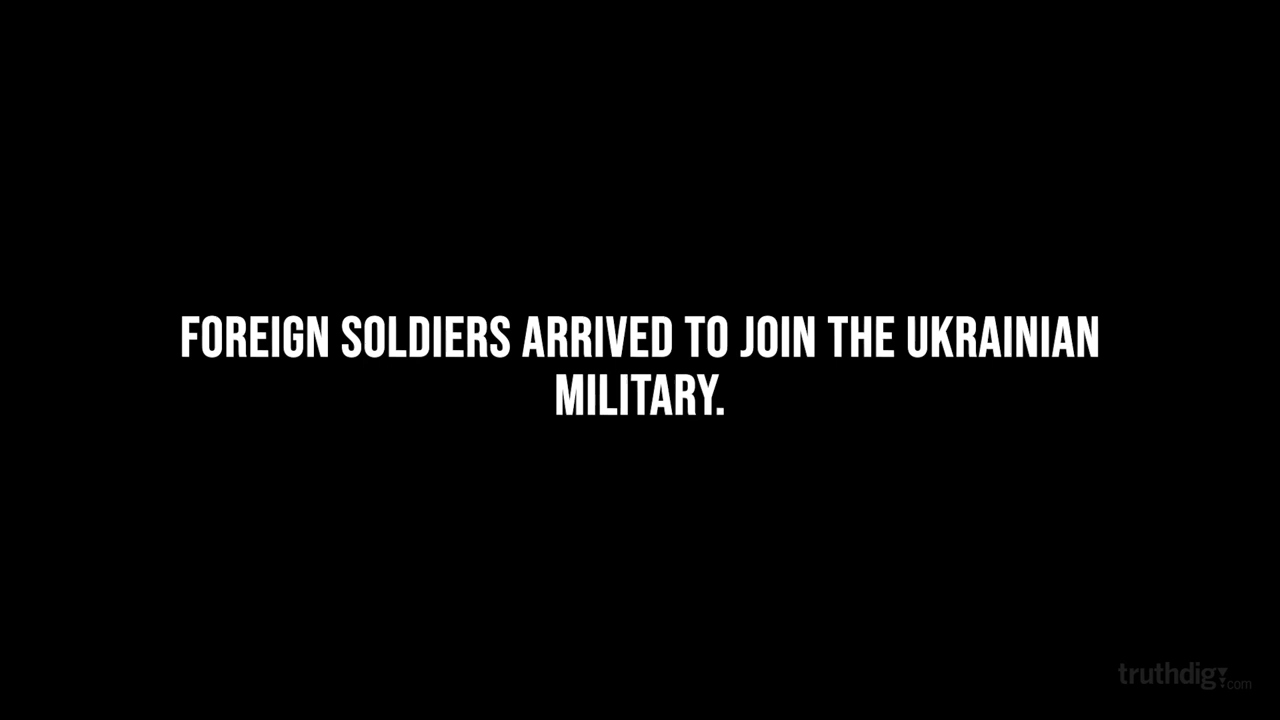 FOREIGN SOLDIERS ARRIVED TO JOIN THE UKRAINIAN
MILITARY.
truthdig.com